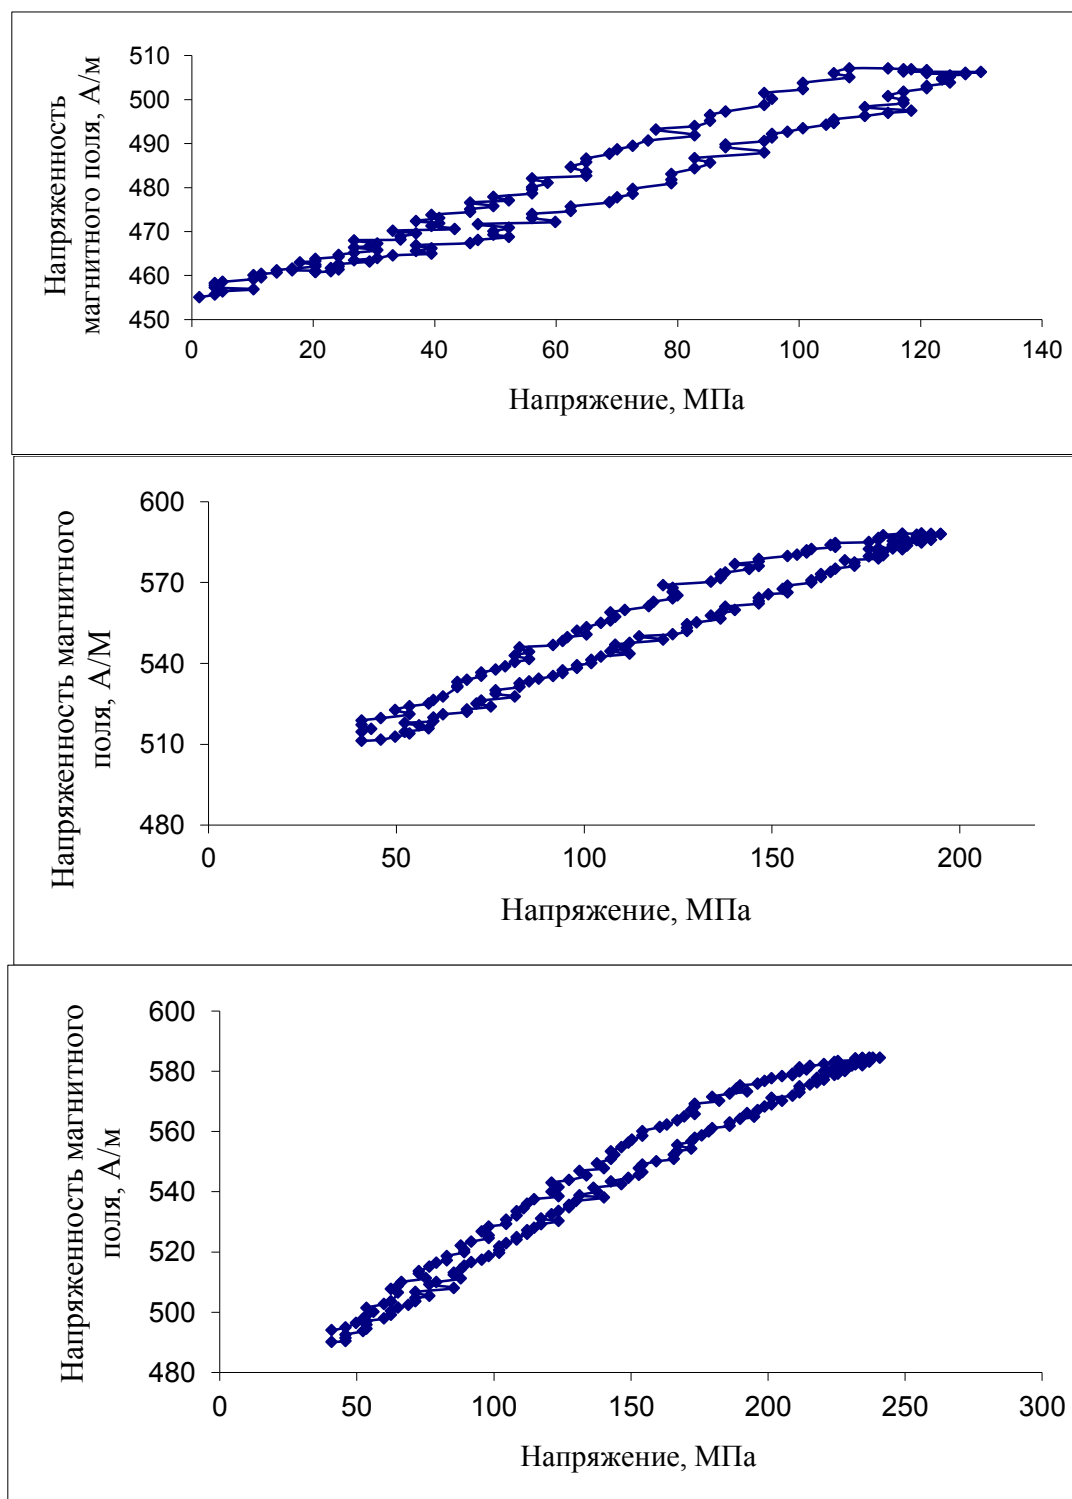 Напряженность
магнитного поля, А/м
510
500
490
480
470
460
450
0 20 40 60 80 100 120 140
Напряжение, МПа
Напряженность магнитного
поля, А/М
600
570
540
510
480
0 50 100 150 200
Напряжение, МПа
Напряженность магнитного
поля, А/м
600
580
560
540
520
500
480
0 50 100 150 200 250 300
Напряжение, МПа